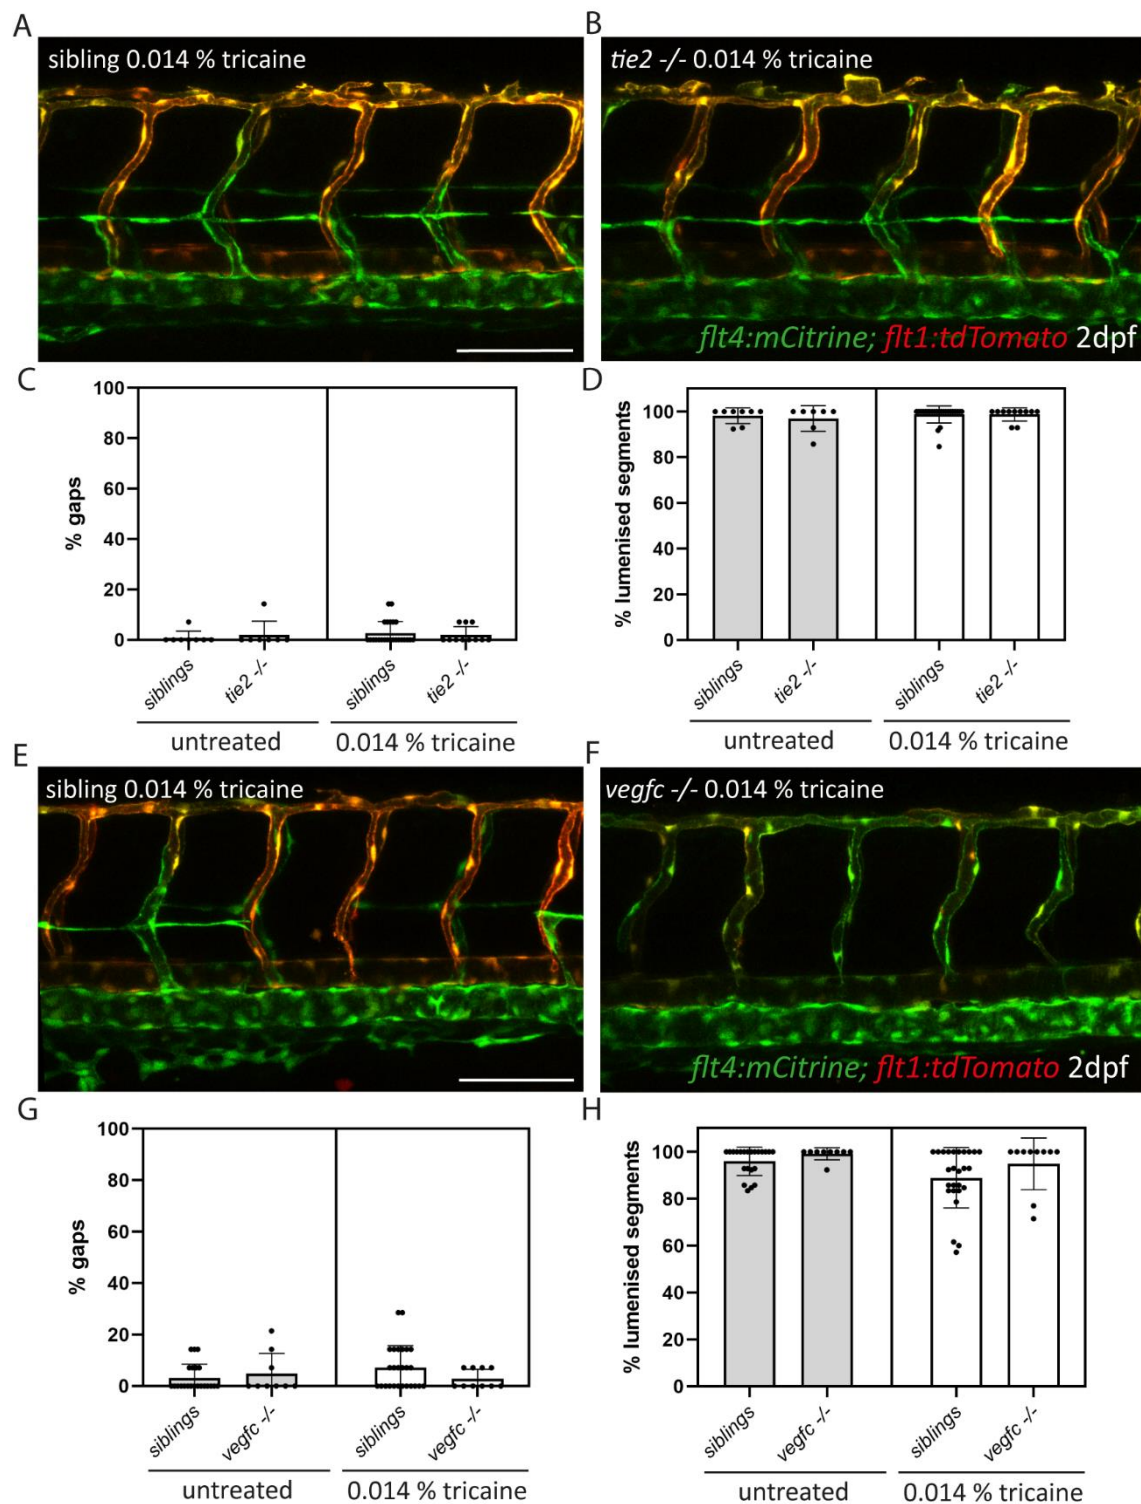 A
sibling 0.014 % tricaine
B
tie2 -/- 0.014 % tricaine
flt4:mCitrine; flt1:tdTomato 2dpf
C
100
80
60
40
20
0
% gaps
siblings
tie2 -/-
siblings
tie2 -/-
untreated
0.014 % tricaine
D
100
80
60
40
20
0
% lumenised segments
siblings
tie2 -/-
siblings
tie2 -/-
untreated
0.014 % tricaine
E
sibling 0.014 % tricaine
F
vegfc -/- 0.014 % tricaine
flt4:mCitrine; flt1:tdTomato 2dpf
G
100
80
60
40
20
0
% gaps
siblings
vegfc -/-
siblings
vegfc -/-
untreated
0.014 % tricaine
H
100
80
60
40
20
0
% lumenised segments
siblings
vegfc -/-
siblings
vegfc -/-
untreated
0.014 % tricaine